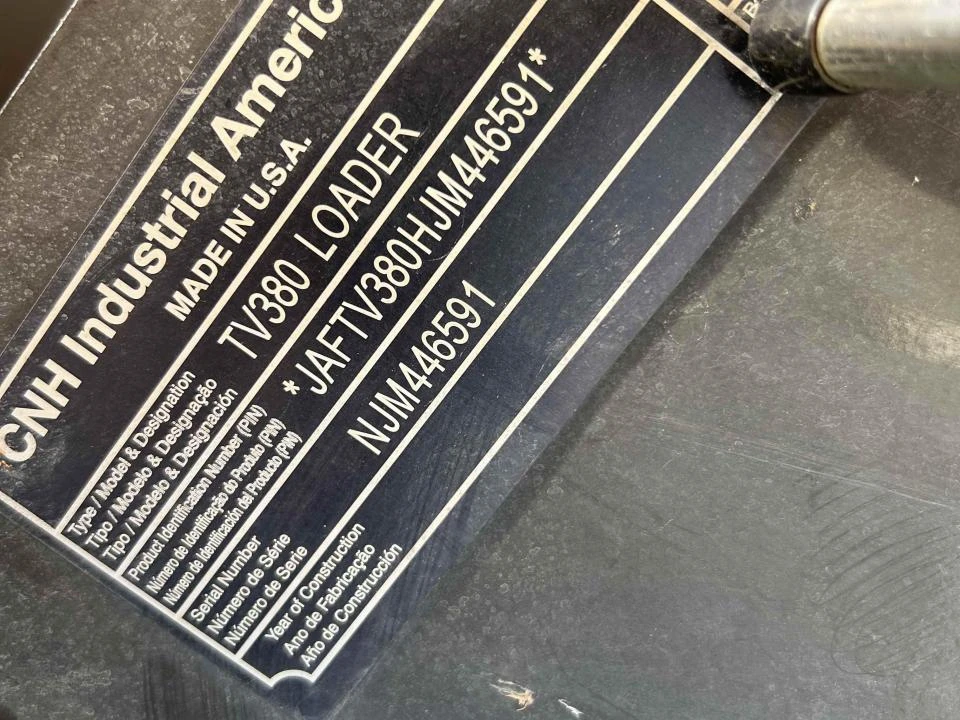 CNH Industrial Americ
MADE IN U.S.A.
Type / Model & Designation
Tipo / Modelo & Designação
Tipo / Modelo & Designación
TV380 LOADER
Product Identification Number (PIN)
Número de Identificação do Produto (PIN)
Número de Identificación del Producto (PIN)
*JAFTV380HJM446591*
Serial Number
Número de Série
Número de Serie
NJM446591
Year of Construction
Ano de Fabricação
Año de Construcción